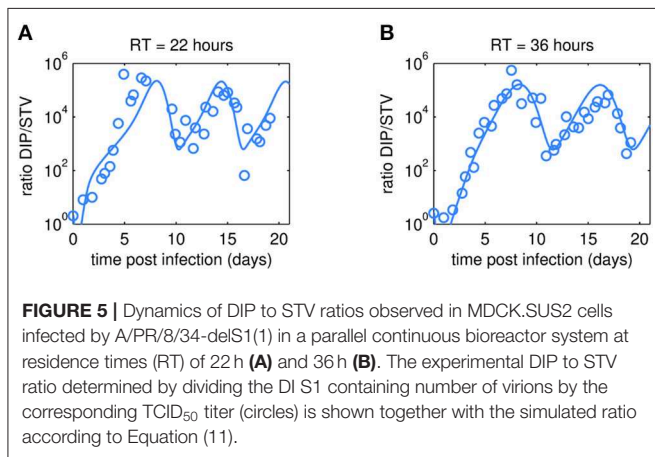 A
RT = 22 hours
ratio DIP/STV
10^6
10^4
10^2
10^0
0 5 10 15 20
time post infection (days)
B
RT = 36 hours
ratio DIP/STV
10^6
10^4
10^2
10^0
0 5 10 15 20
time post infection (days)
FIGURE 5 | Dynamics of DIP to STV ratios observed in MDCK.SUS2 cells
infected by A/PR/8/34-delS1(1) in a parallel continuous bioreactor system at
residence times (RT) of 22 h (A) and 36 h (B). The experimental DIP to STV
ratio determined by dividing the DI S1 containing number of virions by the
corresponding TCID₅₀ titer (circles) is shown together with the simulated ratio
according to Equation (11).